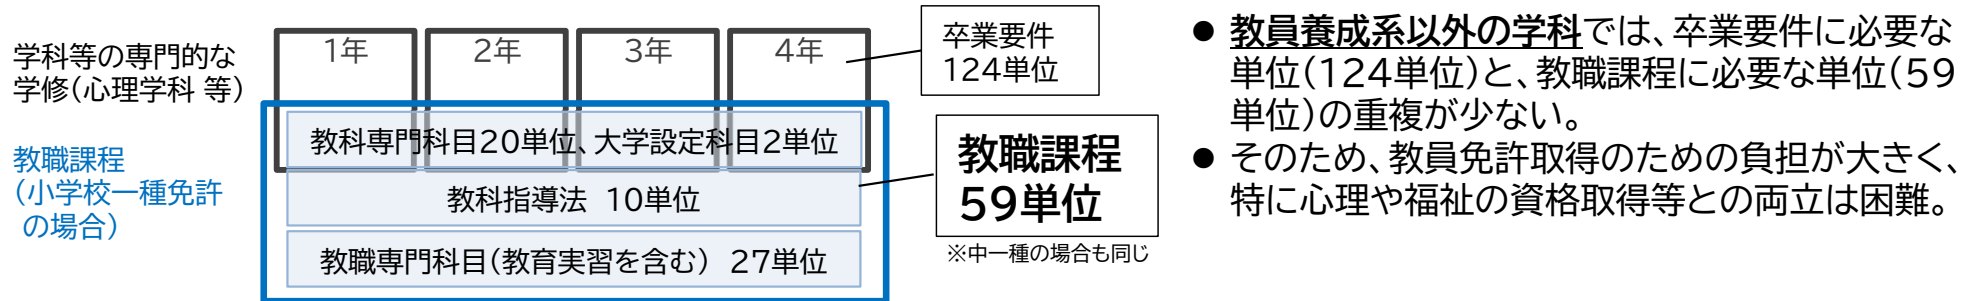 学科等の専門的な
学修(心理学科 等)
1年 2年 3年 4年
卒業要件
124単位
教職課程
(小学校一種免許
の場合)
教科専門科目20単位、大学設定科目2単位
教科指導法 10単位
教職専門科目(教育実習を含む) 27単位
教職課程
59単位
※中一種の場合も同じ
● 教員養成系以外の学科では、卒業要件に必要な
単位(124単位)と、教職課程に必要な単位(59
単位)の重複が少ない。
● そのため、教員免許取得のための負担が大きく、
特に心理や福祉の資格取得等との両立は困難。